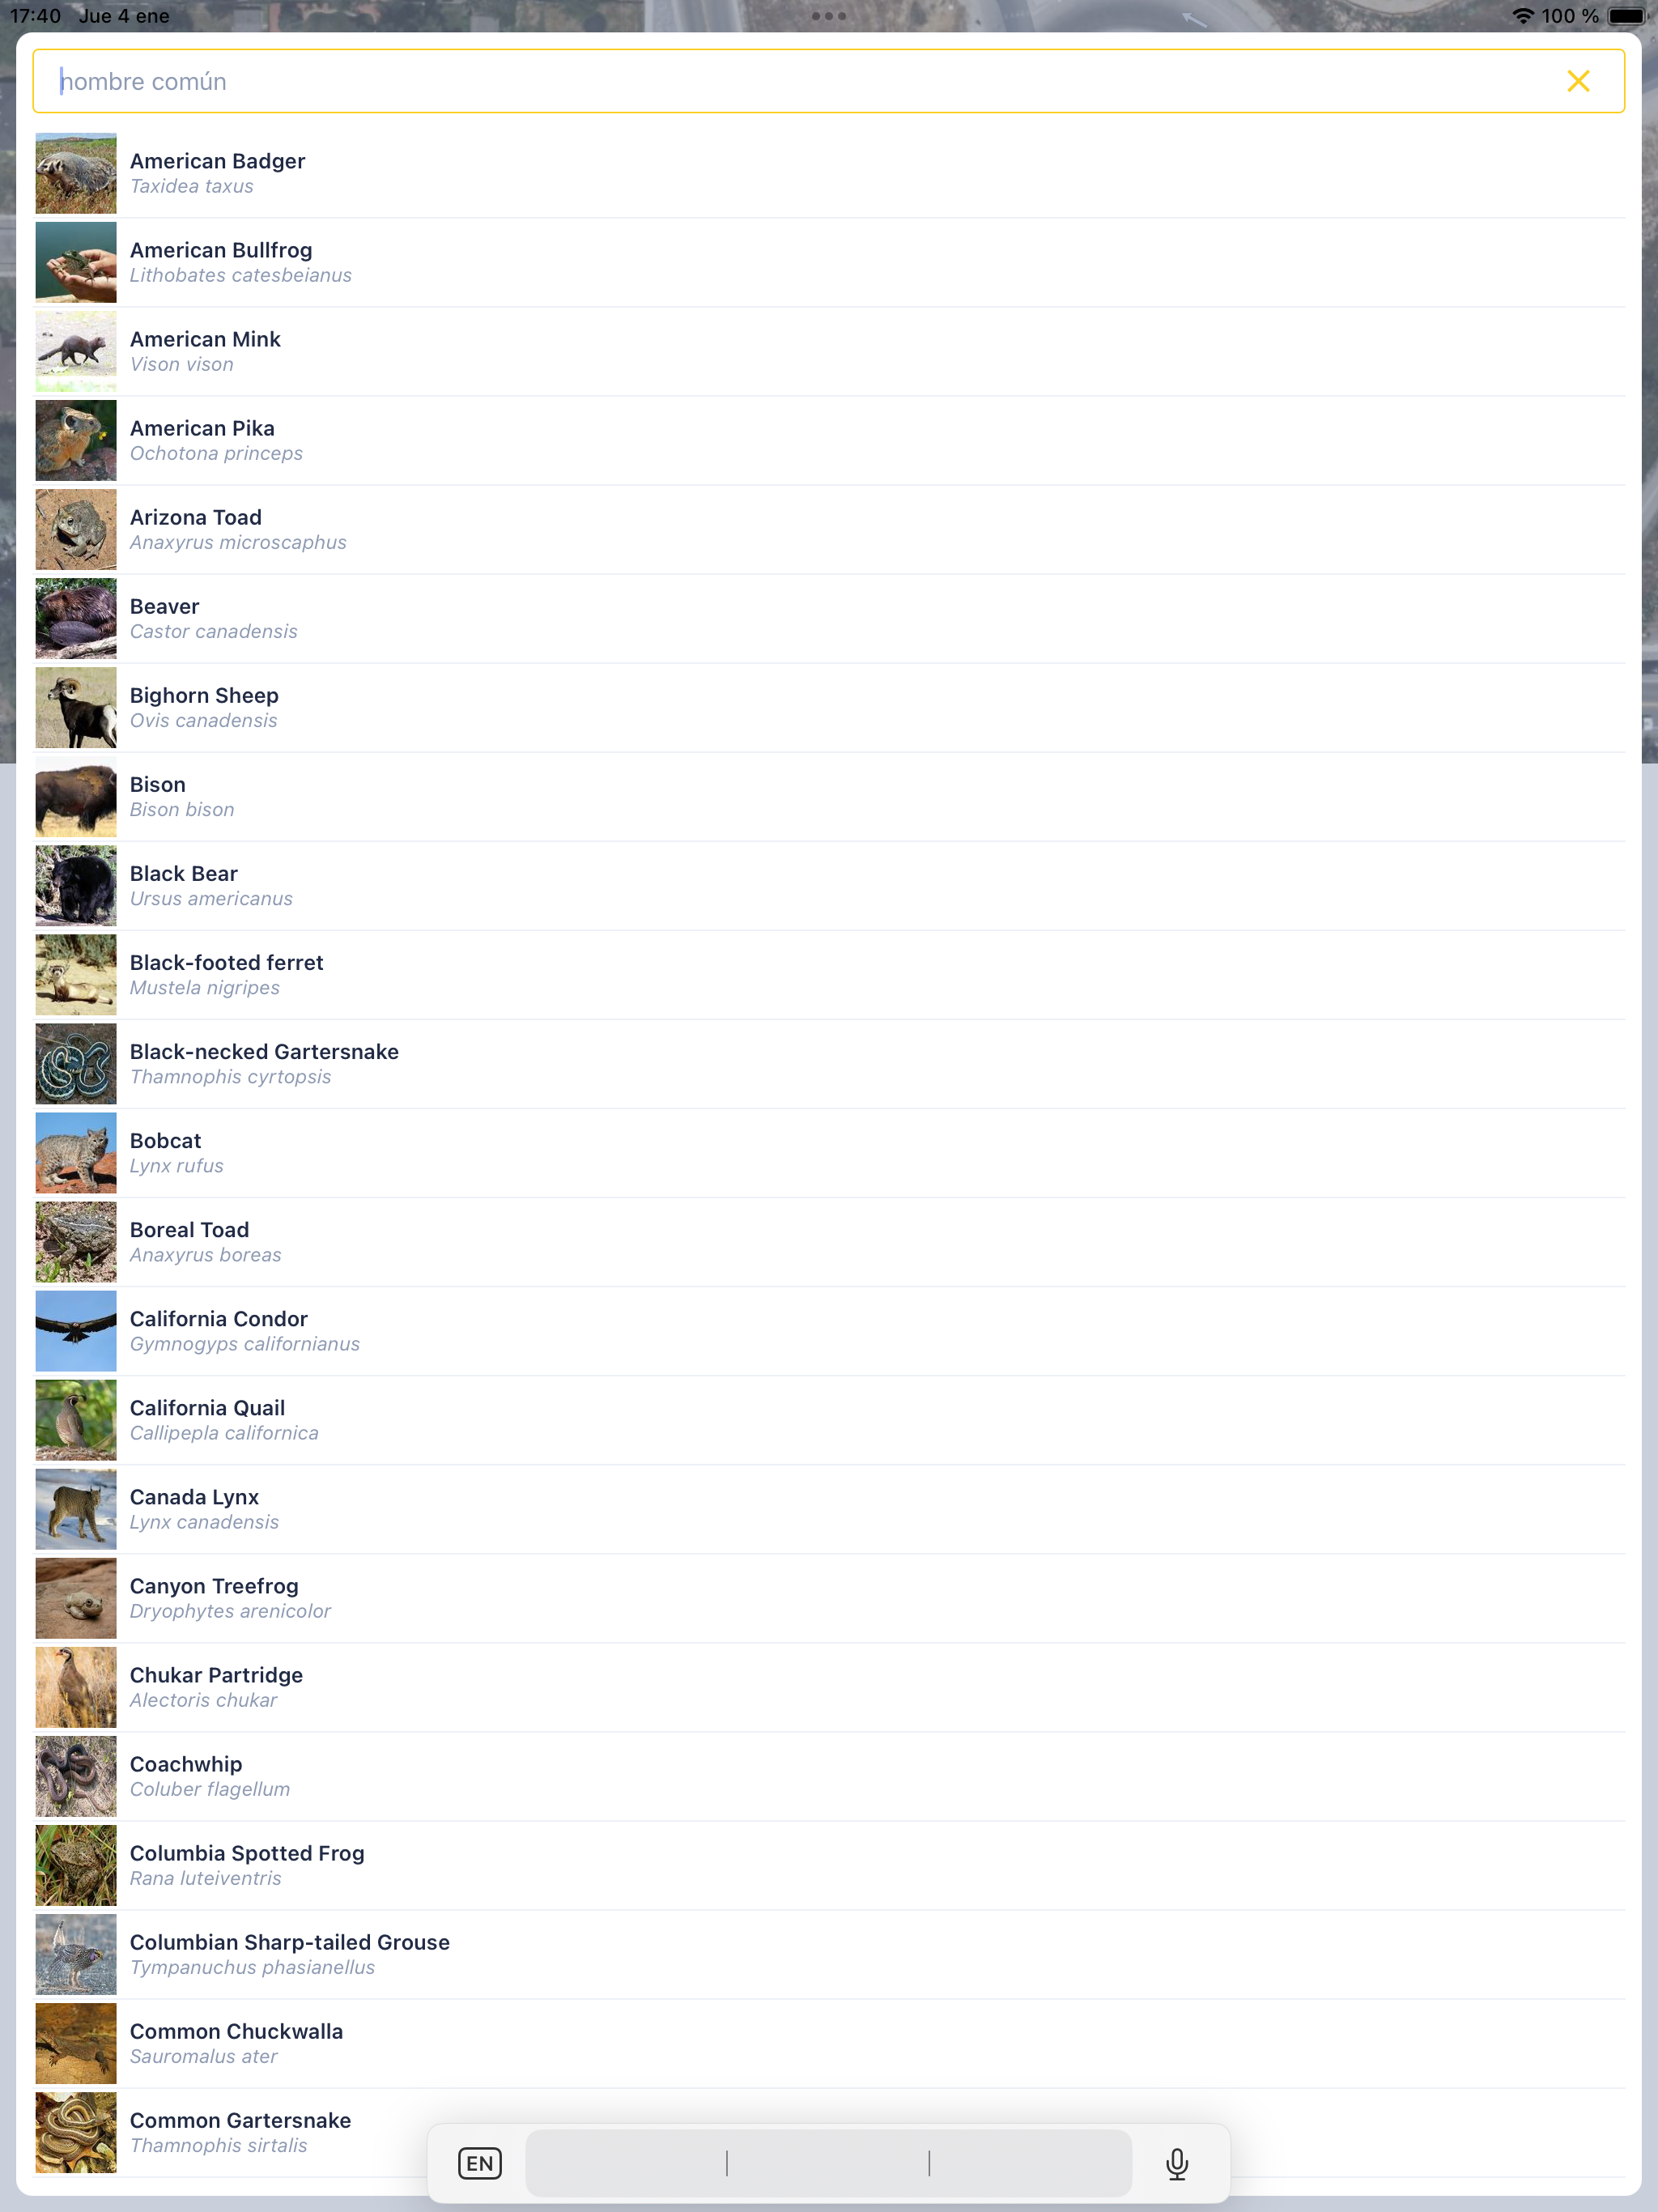 17:40 Jue 4 ene
100 %
nombre común
American Badger
Taxidea taxus
American Bullfrog
Lithobates catesbeianus
American Mink
Vison vison
American Pika
Ochotona princeps
Arizona Toad
Anaxyrus microscaphus
Beaver
Castor canadensis
Bighorn Sheep
Ovis canadensis
Bison
Bison bison
Black Bear
Ursus americanus
Black-footed ferret
Mustela nigripes
Black-necked Gartersnake
Thamnophis cyrtopsis
Bobcat
Lynx rufus
Boreal Toad
Anaxyrus boreas
California Condor
Gymnogyps californianus
California Quail
Callipepla californica
Canada Lynx
Lynx canadensis
Canyon Treefrog
Dryophytes arenicolor
Chukar Partridge
Alectoris chukar
Coachwhip
Coluber flagellum
Columbia Spotted Frog
Rana luteiventris
Columbian Sharp-tailed Grouse
Tympanuchus phasianellus
Common Chuckwalla
Sauromalus ater
Common Gartersnake
Thamnophis sirtalis
EN